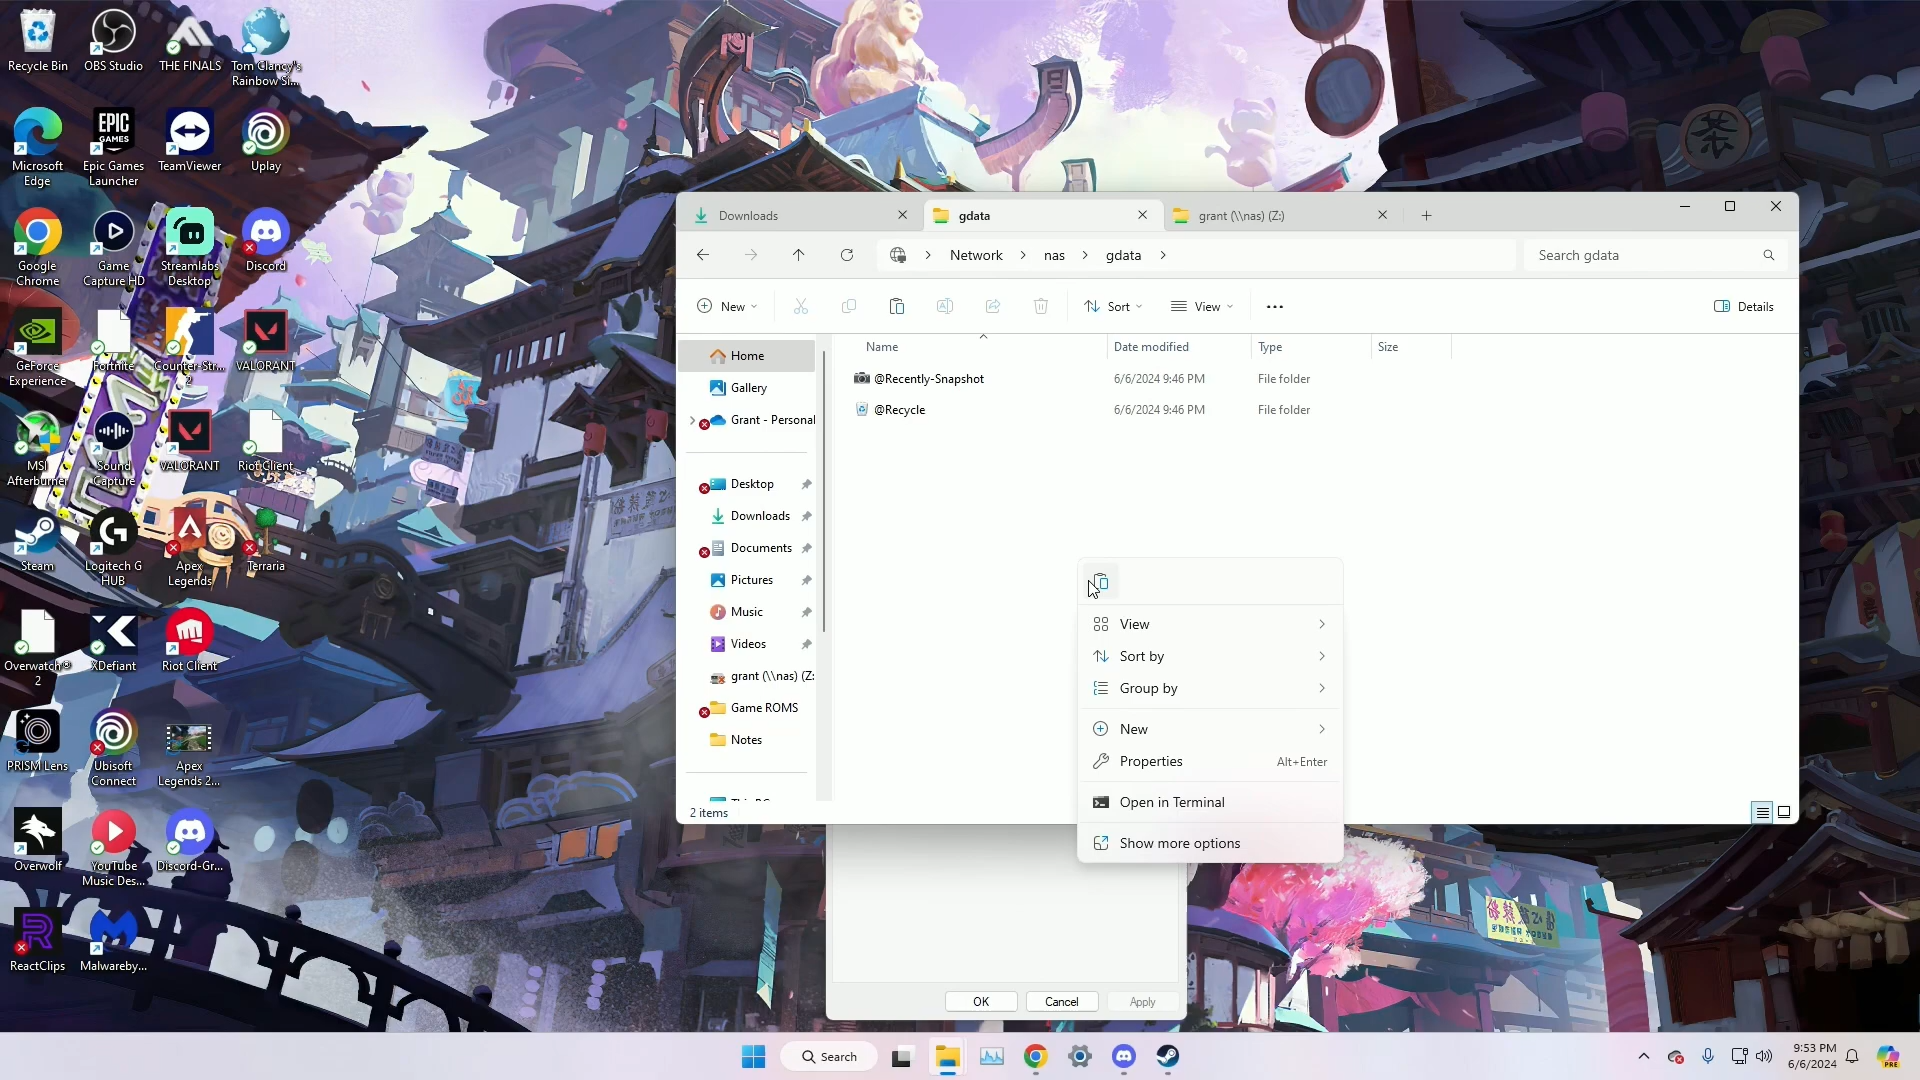 Recycle Bin
OBS Studio
THE FINALS
Tom Clancy's
Rainbow Si...
Microsoft
Edge
EPIC
GAMES
Epic Games
Launcher
TeamViewer
Uplay
Google
Chrome
Game
Capture HD
Streamlabs
Desktop
Discord
GeForce
Experience
Fortnite
Counter-Str...
2
VALORANT
MSI
Afterburner
Sound
Capture
VALORANT
Riot Client
Steam
Logitech G
HUB
Apex
Legends
Terraria
Overwatch®
2
XDefiant
Riot Client
PRISM Lens
Ubisoft
Connect
Apex
Legends 2...
Overwolf
YouTube
Music Des...
Discord-Gr...
ReactClips
Malwareby...
Downloads
gdata
grant (\\nas) (Z:)
Network
nas
gdata
Search gdata
New
Sort
View
Details
Home
Gallery
Grant - Personal
Desktop
Downloads
Documents
Pictures
Music
Videos
grant (\\nas) (Z:
Game ROMS
Notes
Name
Date modified
Type
Size
@Recently-Snapshot
6/6/2024 9:46 PM
File folder
@Recycle
6/6/2024 9:46 PM
File folder
View
Sort by
Group by
New
Properties
Alt+Enter
Open in Terminal
Show more options
2 items
OK
Cancel
Apply
Search
9:53 PM
6/6/2024
PRE